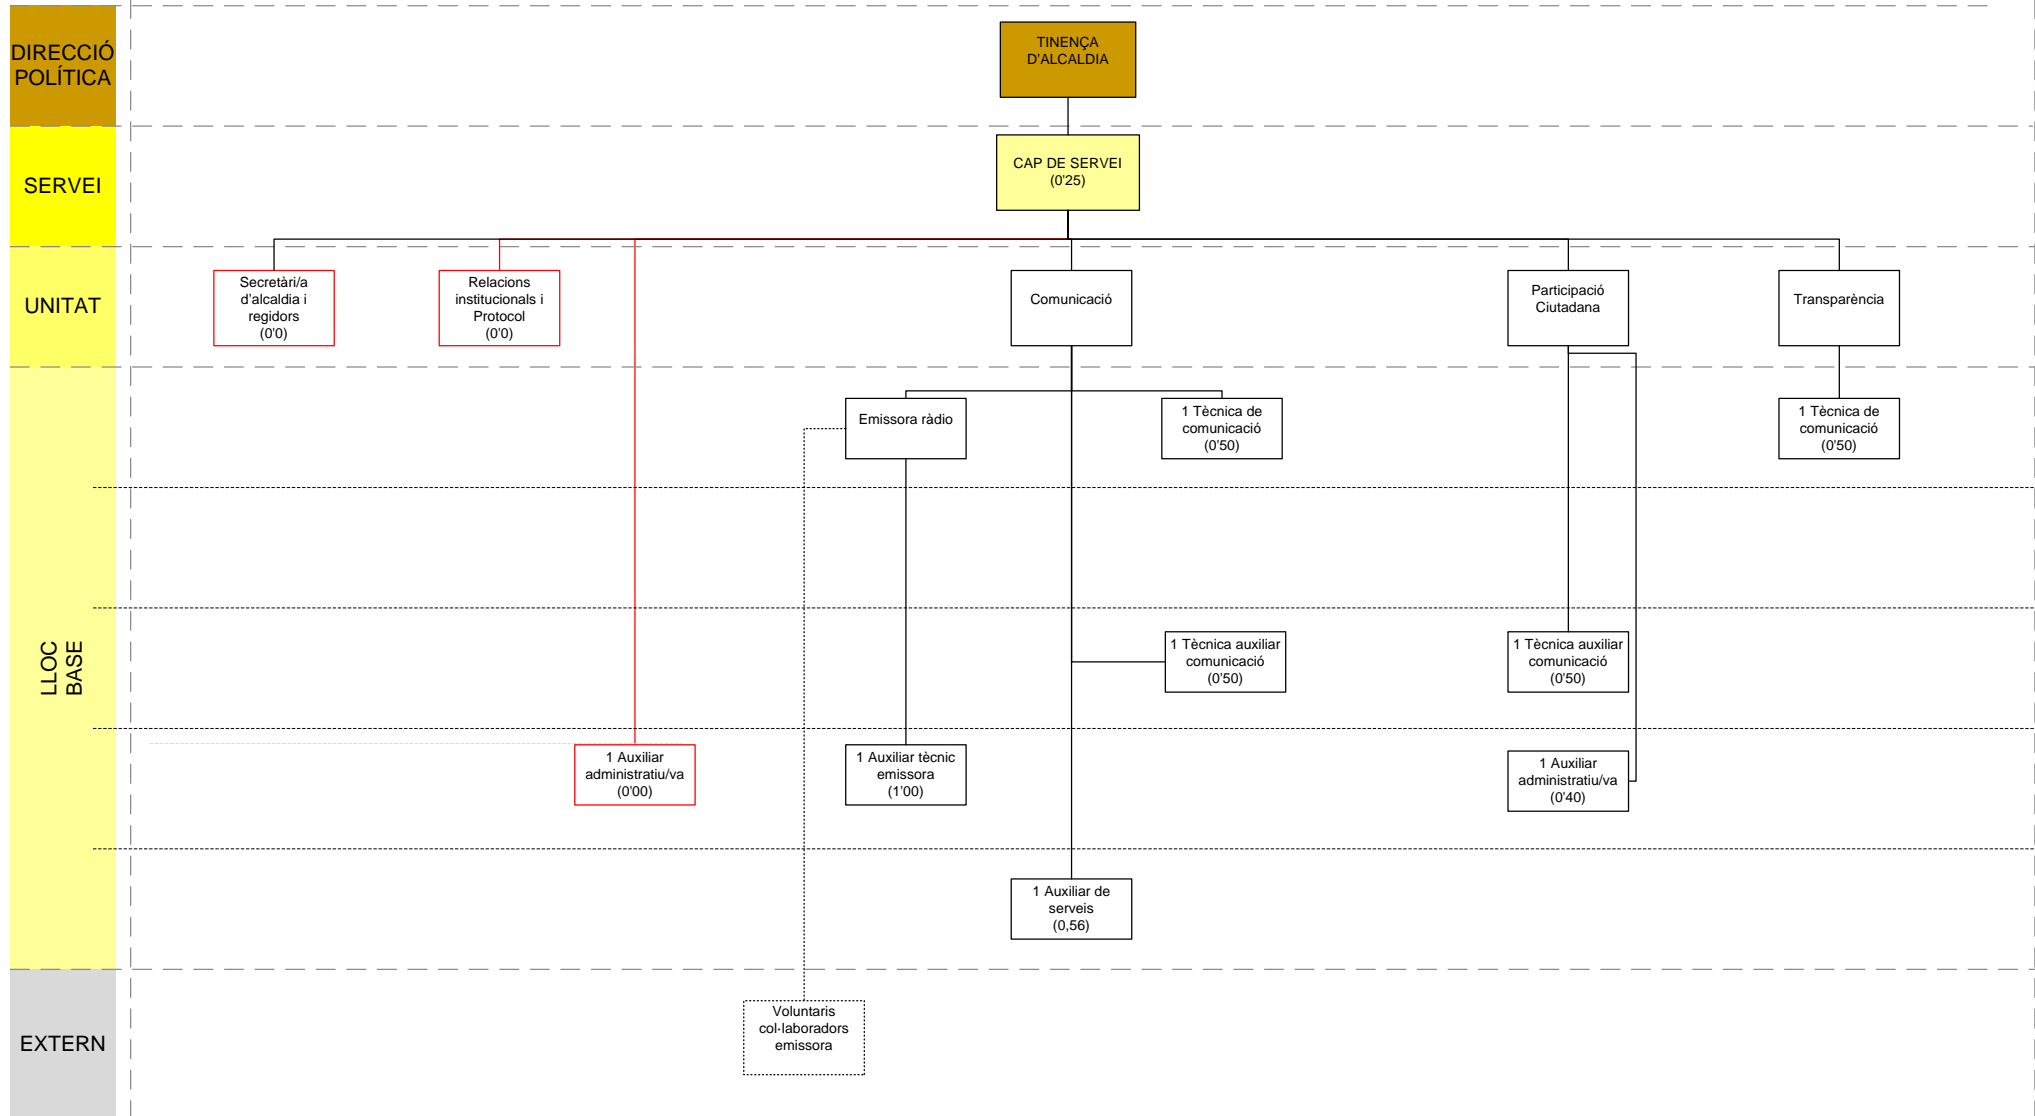 DIRECCIÓ
POLÍTICA
TINENÇA
D'ALCALDIA
SERVEI
CAP DE SERVEI
(0'25)
UNITAT
Secretàri/a
d'alcaldia i
regidors
(0'0)
Relacions
institucionals i
Protocol
(0'0)
Comunicació
Participació
Ciutadana
Transparència
LLOC
BASE
Emissora ràdio
1 Tècnica de
comunicació
(0'50)
1 Tècnica de
comunicació
(0'50)
1 Tècnica auxiliar
comunicació
(0'50)
1 Tècnica auxiliar
comunicació
(0'50)
1 Auxiliar
administratiu/va
(0'00)
1 Auxiliar tècnic
emissora
(1'00)
1 Auxiliar
administratiu/va
(0'40)
1 Auxiliar de
serveis
(0,56)
EXTERN
Voluntaris
col·laboradors
emissora